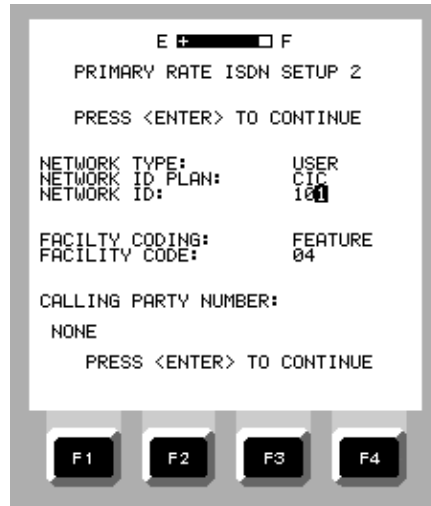 E + F
PRIMARY RATE ISDN SETUP 2
PRESS <ENTER> TO CONTINUE
NETWORK TYPE: USER
NETWORK ID PLAN: CIC
NETWORK ID: 101
FACILTY CODING: FEATURE
FACILITY CODE: 04
CALLING PARTY NUMBER:
NONE
PRESS <ENTER> TO CONTINUE
F1 F2 F3 F4